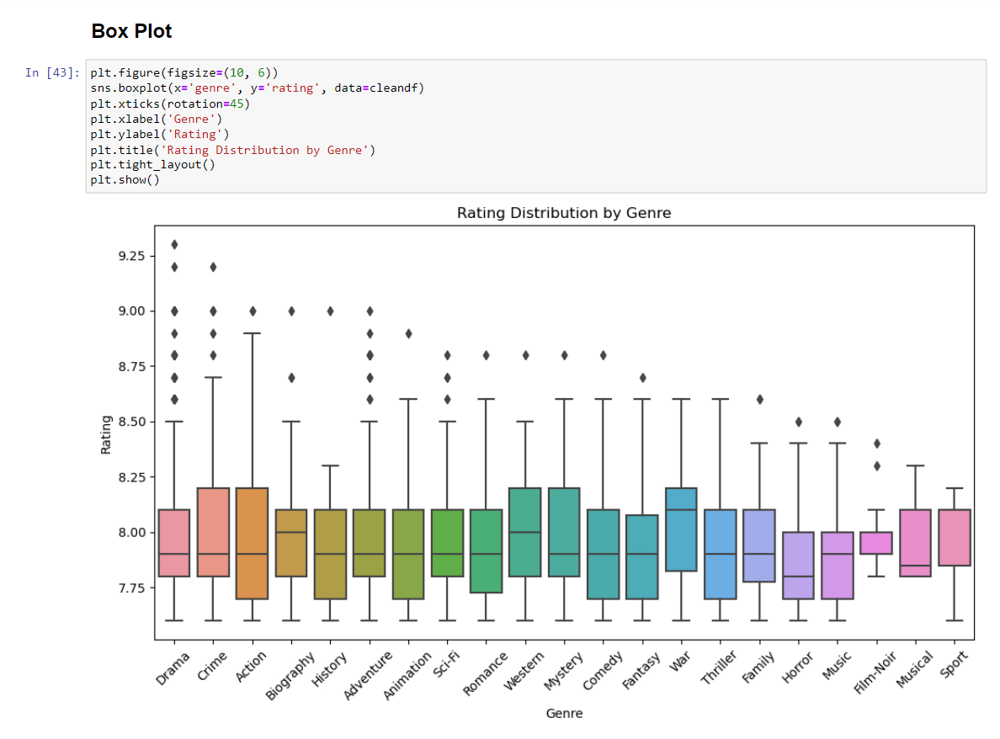 Box Plot
In [43]:
plt.figure(figsize=(10, 6))
sns.boxplot(x='genre', y='rating', data=cleandf)
plt.xticks(rotation=45)
plt.xlabel('Genre')
plt.ylabel('Rating')
plt.title('Rating Distribution by Genre')
plt.tight_layout()
plt.show()
Rating Distribution by Genre
9.25
9.00
8.75
8.50
8.25
8.00
7.75
Rating
Drama
Crime
Action
Biography
History
Adventure
Animation
Sci-Fi
Romance
Western
Mystery
Comedy
Fantasy
War
Thriller
Family
Horror
Music
Film-Noir
Musical
Sport
Genre